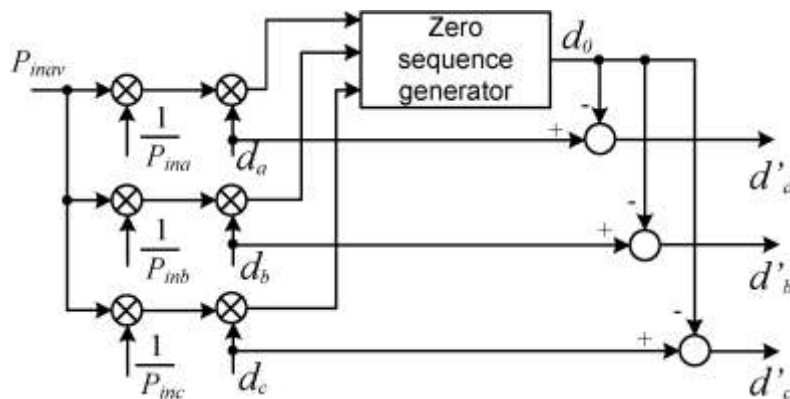 Zero
sequence
generator
d_0
P_inav
1
P_ina
d_a
+
-
d'_a
1
P_inb
d_b
+
-
d'_b
1
P_inc
d_c
+
-
d'_c